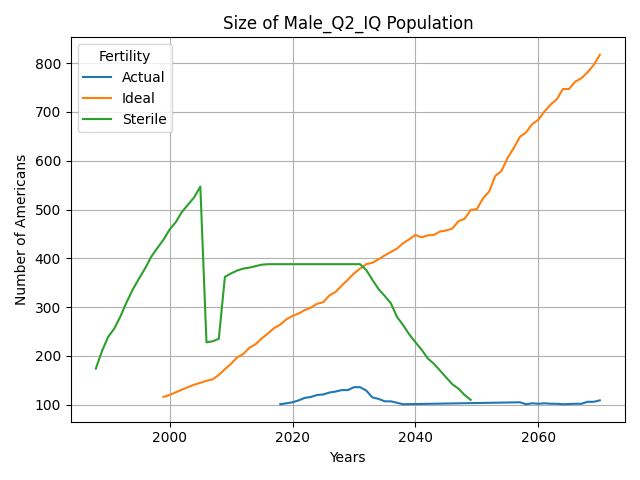 Size of Male_Q2_IQ Population
Fertility
Actual
Ideal
Sterile
Number of Americans
800
700
600
500
400
300
200
100
2000
2020
2040
2060
Years